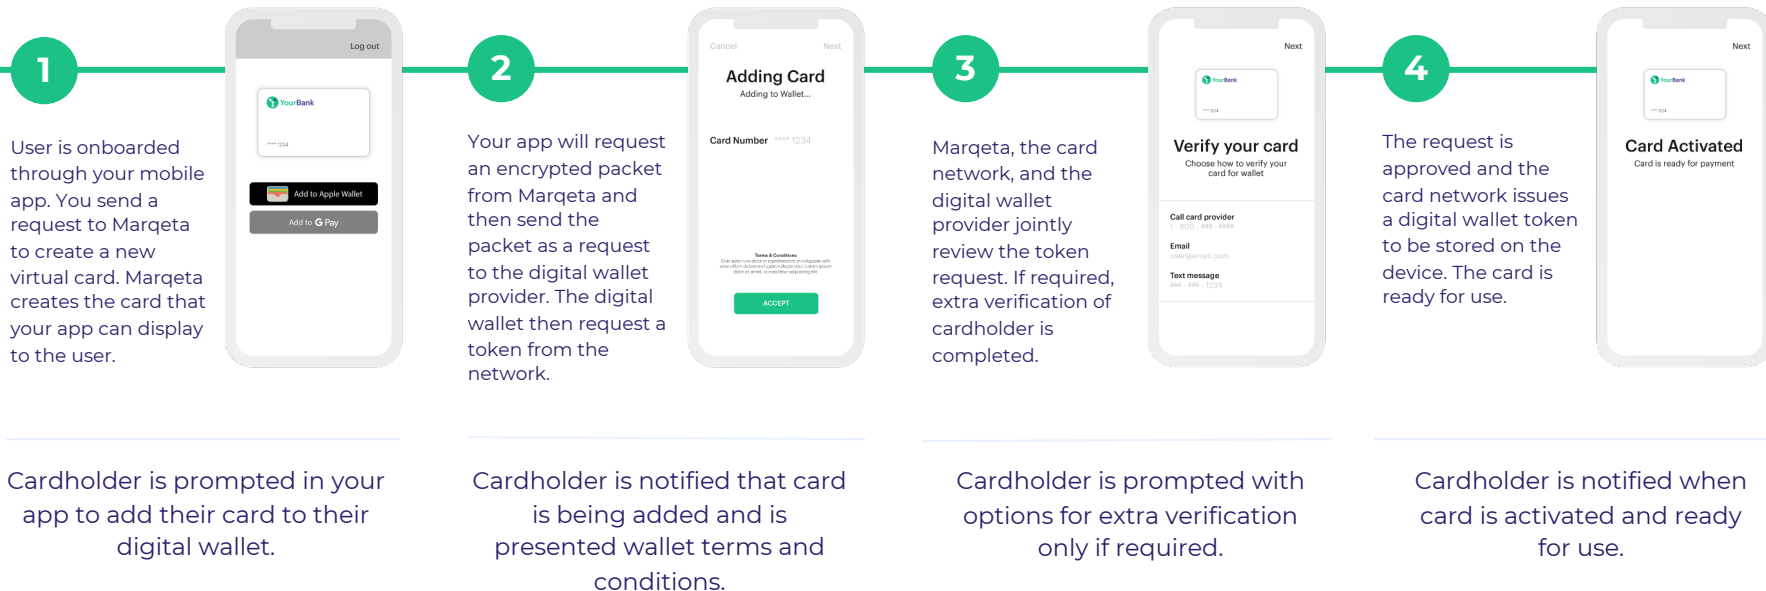 1
User is onboarded
through your mobile
app. You send a
request to Marqeta
to create a new
virtual card. Marqeta
creates the card that
your app can display
to the user.
Log out
YourBank
**** 1234
Add to Apple Wallet
Add to G Pay
Cardholder is prompted in your
app to add their card to their
digital wallet.
2
Your app will request
an encrypted packet
from Marqeta and
then send the
packet as a request
to the digital wallet
provider. The digital
wallet then request a
token from the
network.
Cancel Next
Adding Card
Adding to Wallet...
Card Number **** 1234
Terms & Conditions
ACCEPT
Cardholder is notified that card
is being added and is
presented wallet terms and
conditions.
3
Marqeta, the card
network, and the
digital wallet
provider jointly
review the token
request. If required,
extra verification of
cardholder is
completed.
Next
YourBank
**** 1234
Verify your card
Choose how to verify your
card for wallet
Call card provider
1 - 800 - ### - ####
Email
user@email.com
Text message
### - ### - 1234
Cardholder is prompted with
options for extra verification
only if required.
4
The request is
approved and the
card network issues
a digital wallet token
to be stored on the
device. The card is
ready for use.
Next
YourBank
**** 1234
Card Activated
Card is ready for payment
Cardholder is notified when
card is activated and ready
for use.